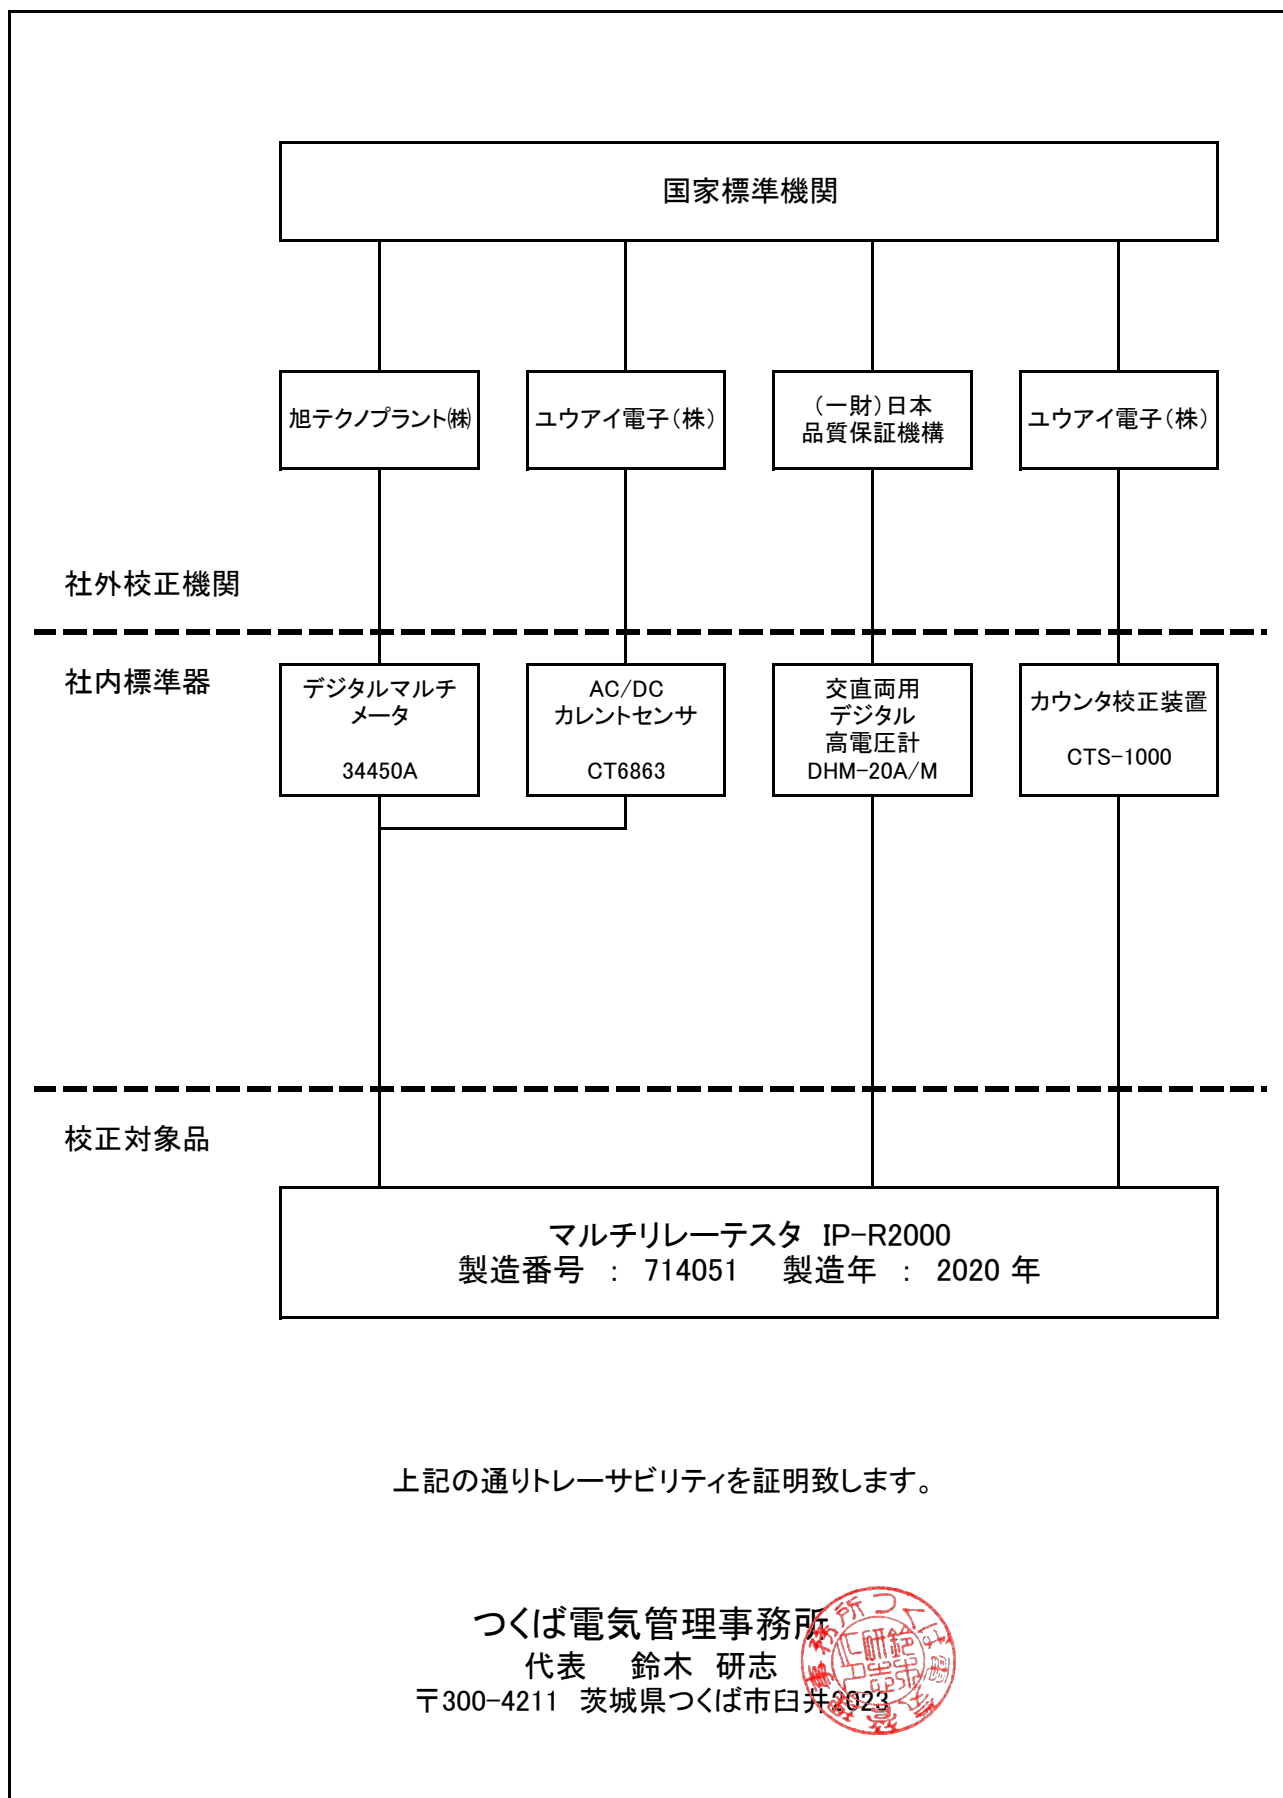 国家標準機関
旭テクノプラント㈱
ユウアイ電子（株）
（一財）日本
品質保証機構
ユウアイ電子（株）
社外校正機関
社内標準器
デジタルマルチ
メータ
34450A
AC/DC
カレントセンサ
CT6863
交直両用
デジタル
高電圧計
DHM-20A/M
カウンタ校正装置
CTS-1000
校正対象品
マルチリレーテスタ IP-R2000
製造番号 ： 714051 製造年 ： 2020 年
上記の通りトレーサビリティを証明致します。
つくば電気管理事務所
代表 鈴木 研志
〒300-4211 茨城県つくば市臼井2023